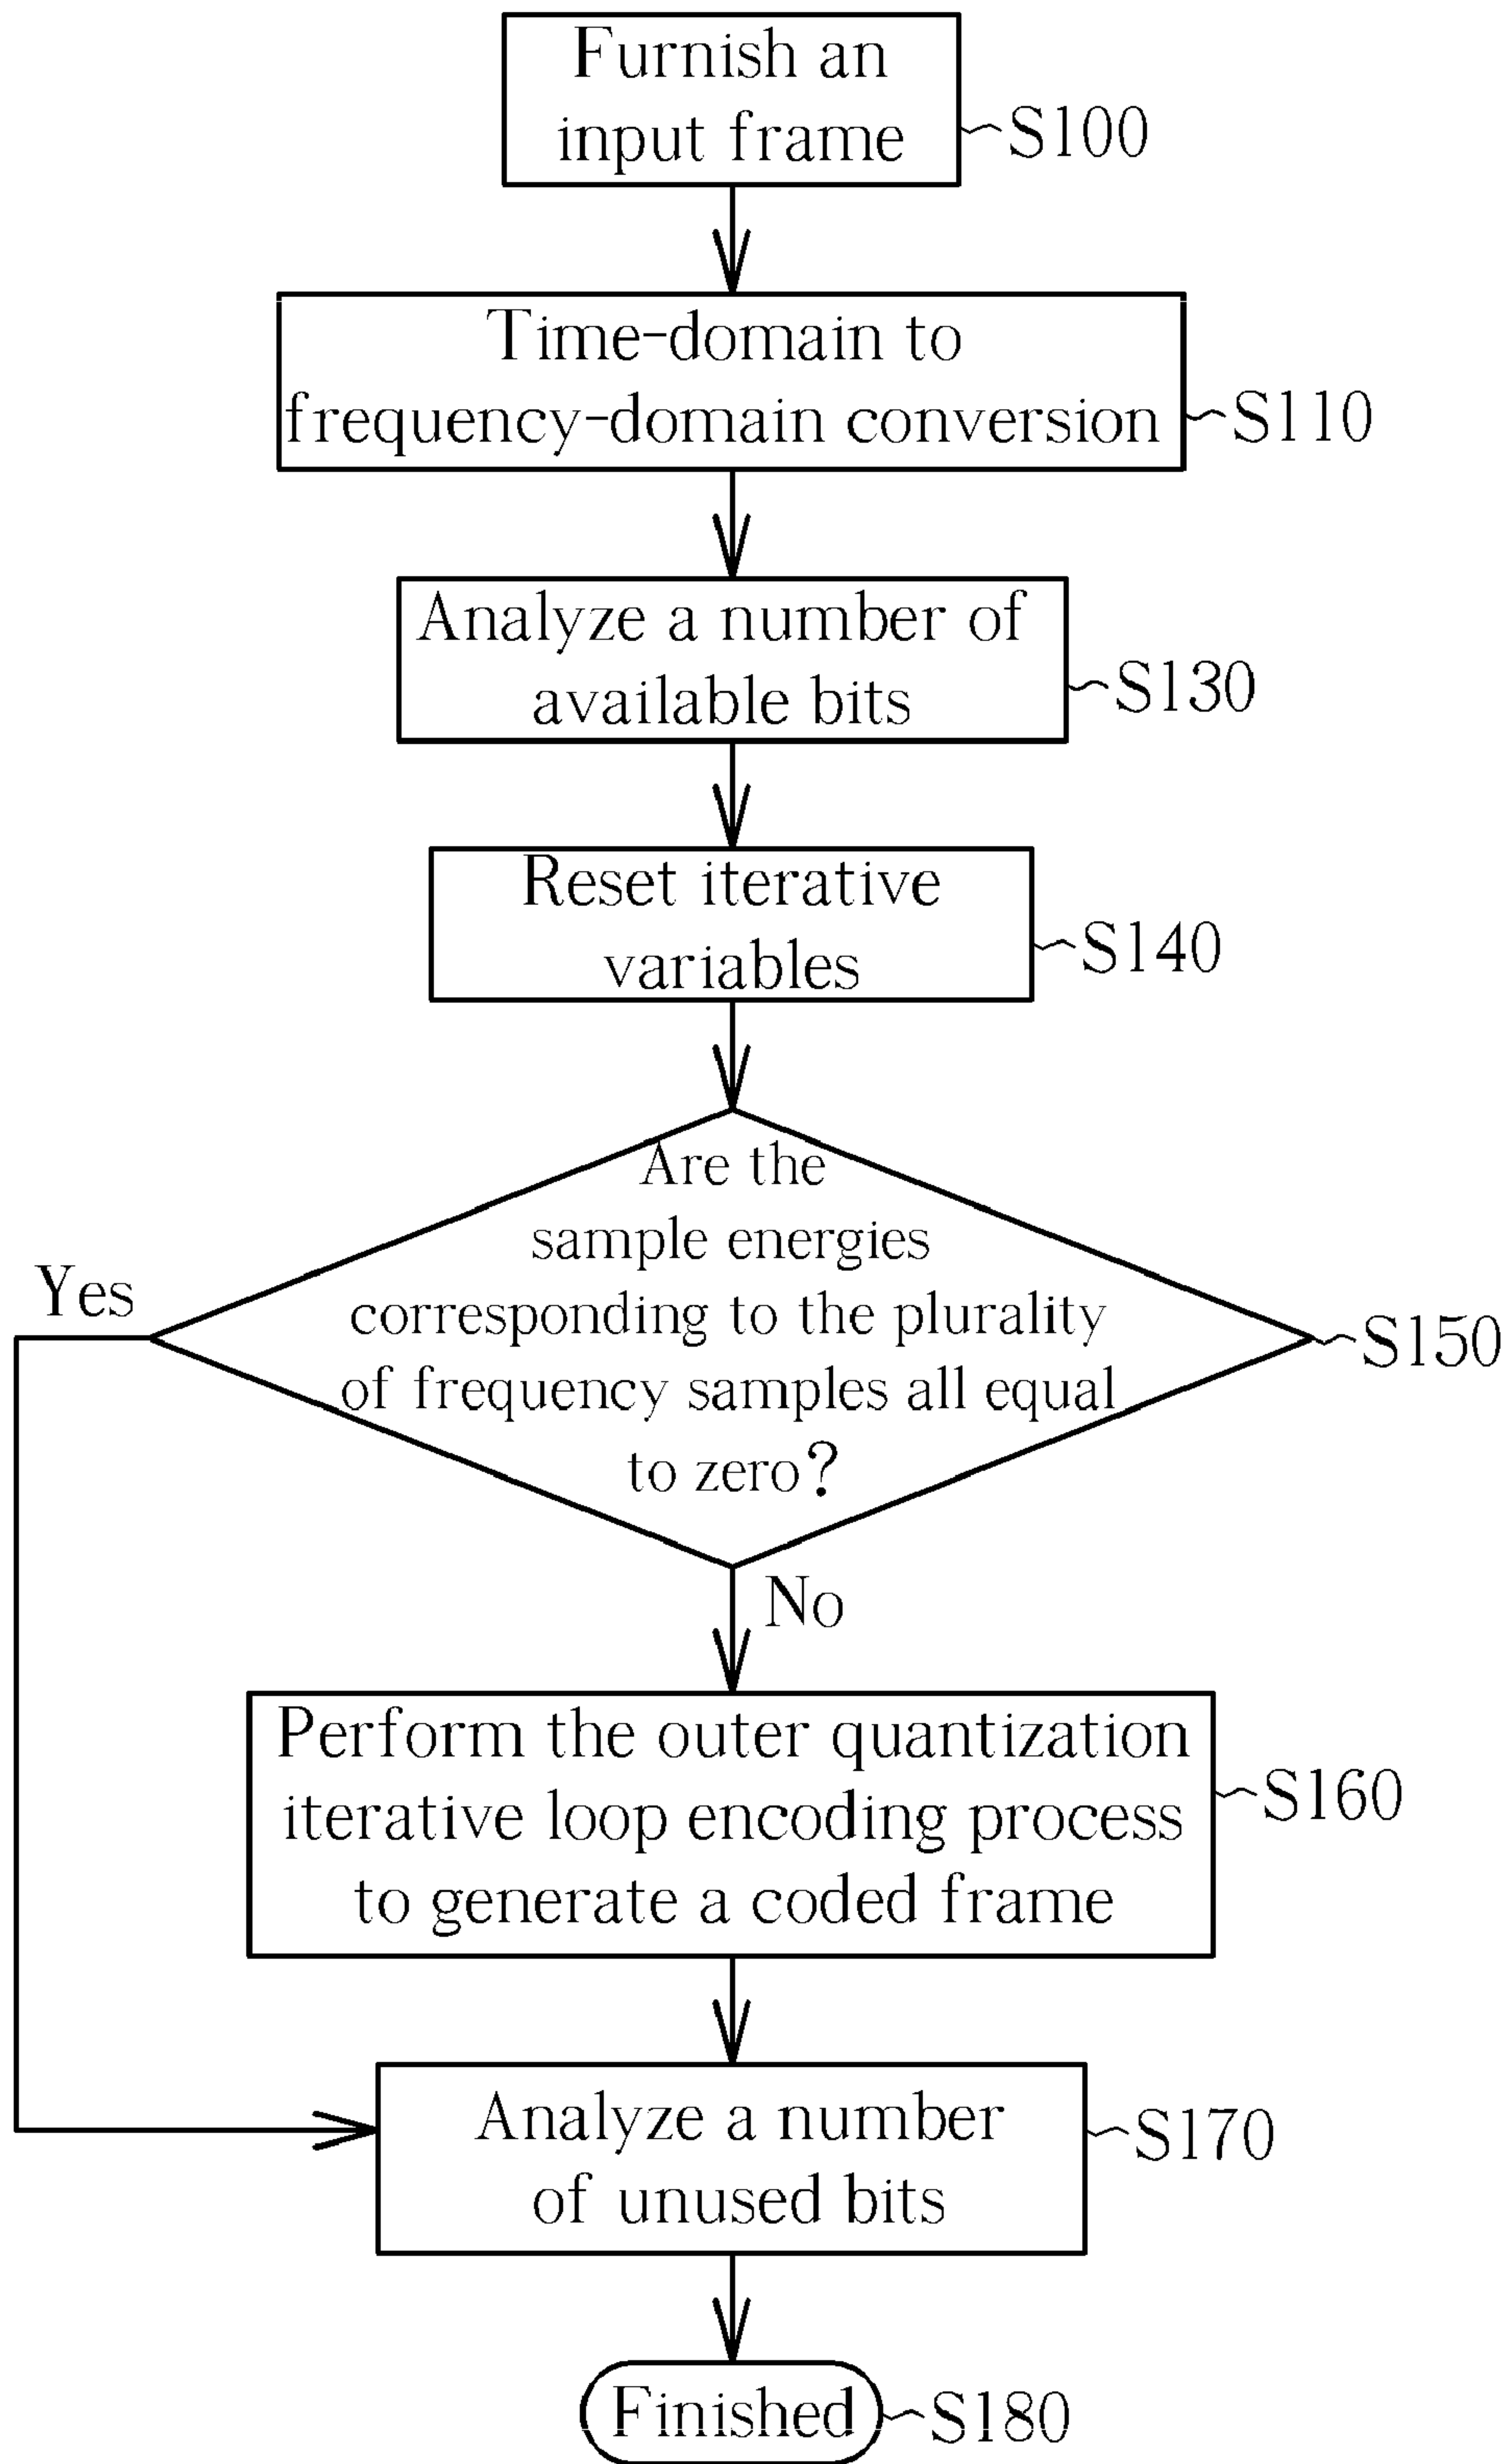 Furnish an
input frame
S100
Time-domain to
frequency-domain conversion
S110
Analyze a number of
available bits
S130
Reset iterative
variables
S140
Are the
sample energies
corresponding to the plurality
of frequency samples all equal
to zero?
S150
Yes
No
Perform the outer quantization
iterative loop encoding process
to generate a coded frame
S160
Analyze a number
of unused bits
S170
Finished
S180